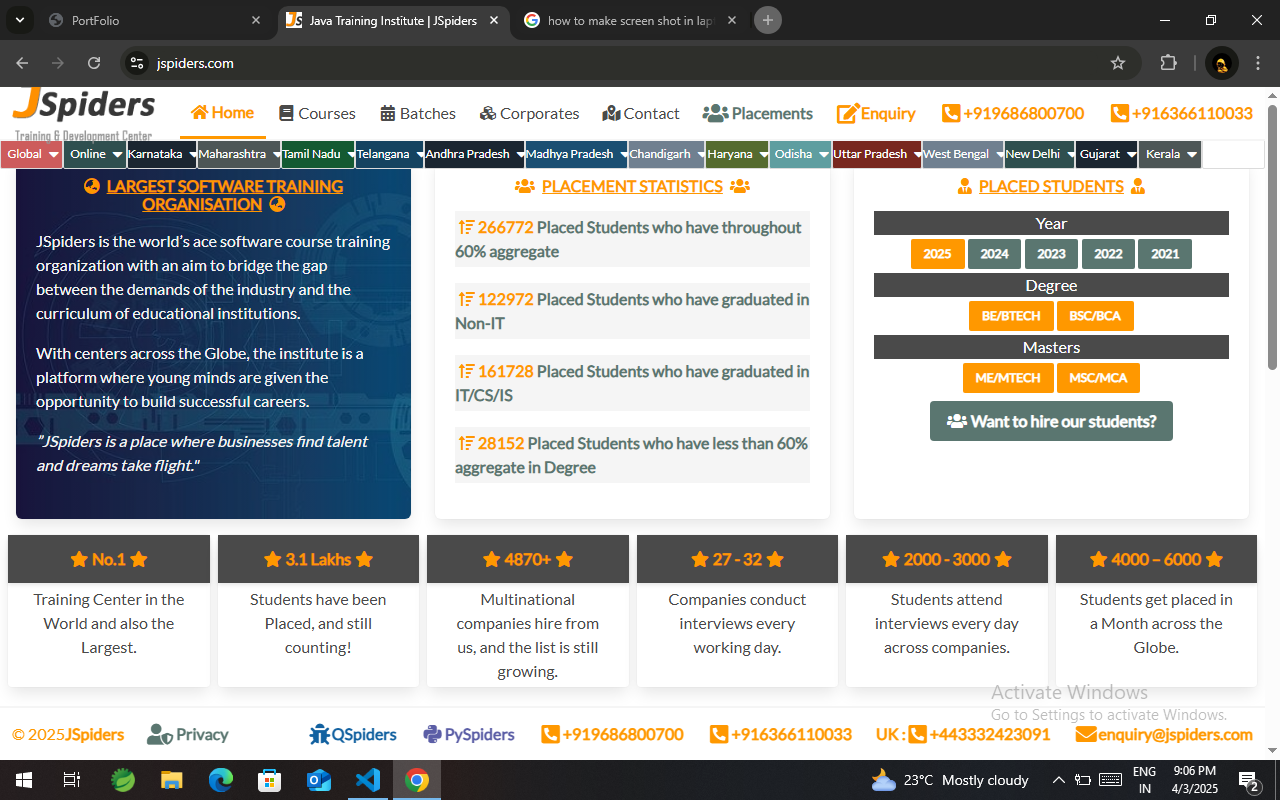 PortFolio
Java Training Institute | JSpiders
how to make screen shot in lap
jspiders.com
JSpiders
Training & Development Center
Home
Courses
Batches
Corporates
Contact
Placements
Enquiry
+919686800700
+916366110033
Global
Online
Karnataka
Maharashtra
Tamil Nadu
Telangana
Andhra Pradesh
Madhya Pradesh
Chandigarh
Haryana
Odisha
Uttar Pradesh
West Bengal
New Delhi
Gujarat
Kerala
LARGEST SOFTWARE TRAINING
ORGANISATION
JSpiders is the world’s ace software course training
organization with an aim to bridge the gap
between the demands of the industry and the
curriculum of educational institutions.
With centers across the Globe, the institute is a
platform where young minds are given the
opportunity to build successful careers.
"JSpiders is a place where businesses find talent
and dreams take flight."
PLACEMENT STATISTICS
266772 Placed Students who have throughout
60% aggregate
122972 Placed Students who have graduated in
Non-IT
161728 Placed Students who have graduated in
IT/CS/IS
28152 Placed Students who have less than 60%
aggregate in Degree
PLACED STUDENTS
Year
2025 2024 2023 2022 2021
Degree
BE/BTECH BSC/BCA
Masters
ME/MTECH MSC/MCA
Want to hire our students?
No.1
Training Center in the
World and also the
Largest.
3.1 Lakhs
Students have been
Placed, and still
counting!
4870+
Multinational
companies hire from
us, and the list is still
growing.
27 - 32
Companies conduct
interviews every
working day.
2000 - 3000
Students attend
interviews every day
across companies.
4000 – 6000
Students get placed in
a Month across the
Globe.
Activate Windows
Go to Settings to activate Windows.
© 2025JSpiders
Privacy
QSpiders
PySpiders
+919686800700
+916366110033
UK : +443332423091
enquiry@jspiders.com
23°C Mostly cloudy
ENG
IN
9:06 PM
4/3/2025
2